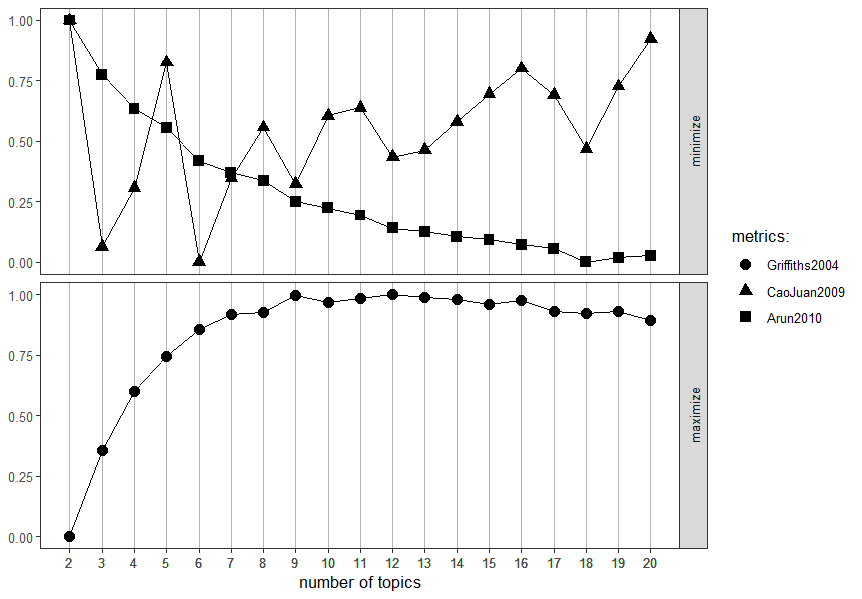 1.00
0.75
0.50
0.25
0.00
minimize
1.00
0.75
0.50
0.25
0.00
maximize
2 3 4 5 6 7 8 9 10 11 12 13 14 15 16 17 18 19 20
number of topics
metrics:
Griffiths2004
CaoJuan2009
Arun2010